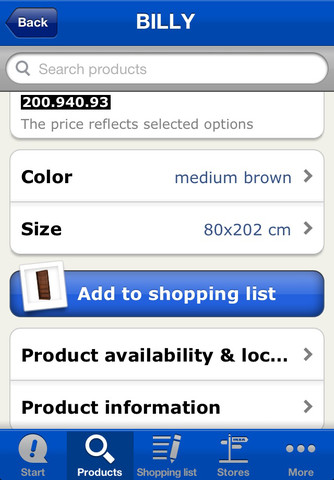 Back
BILLY
Search products
200.940.93
The price reflects selected options
Color medium brown
Size 80x202 cm
Add to shopping list
Product availability & loc...
Product information
Start Products Shopping list Stores More